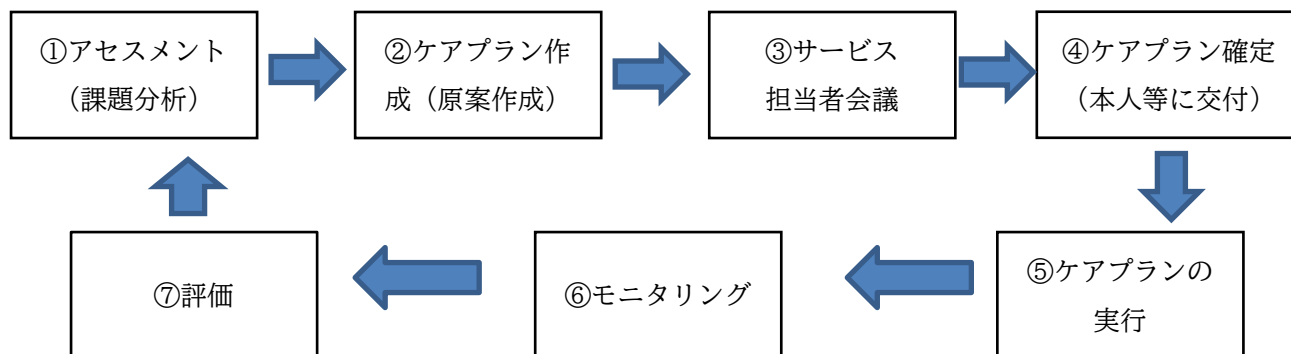 ①アセスメント
（課題分析）
②ケアプラン作
成（原案作成）
③サービス
担当者会議
④ケアプラン確定
（本人等に交付）
⑤ケアプランの
実行
⑥モニタリング
⑦評価